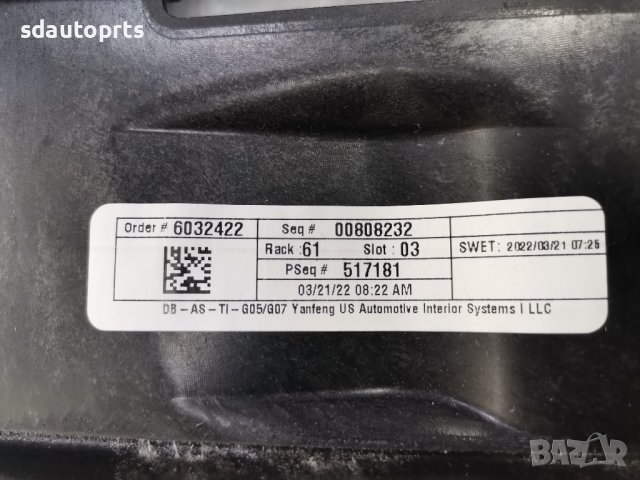 sdautoprts
Order # 6032422
Seq # 00808232
Rack : 61 Slot : 03
SWET: 2022/03/21 07:25
PSeq # 517181
03/21/22 08:22 AM
DB-AS-TI-G05/G07 Yanfeng US Automotive Interior Systems I LLC
BAZAR